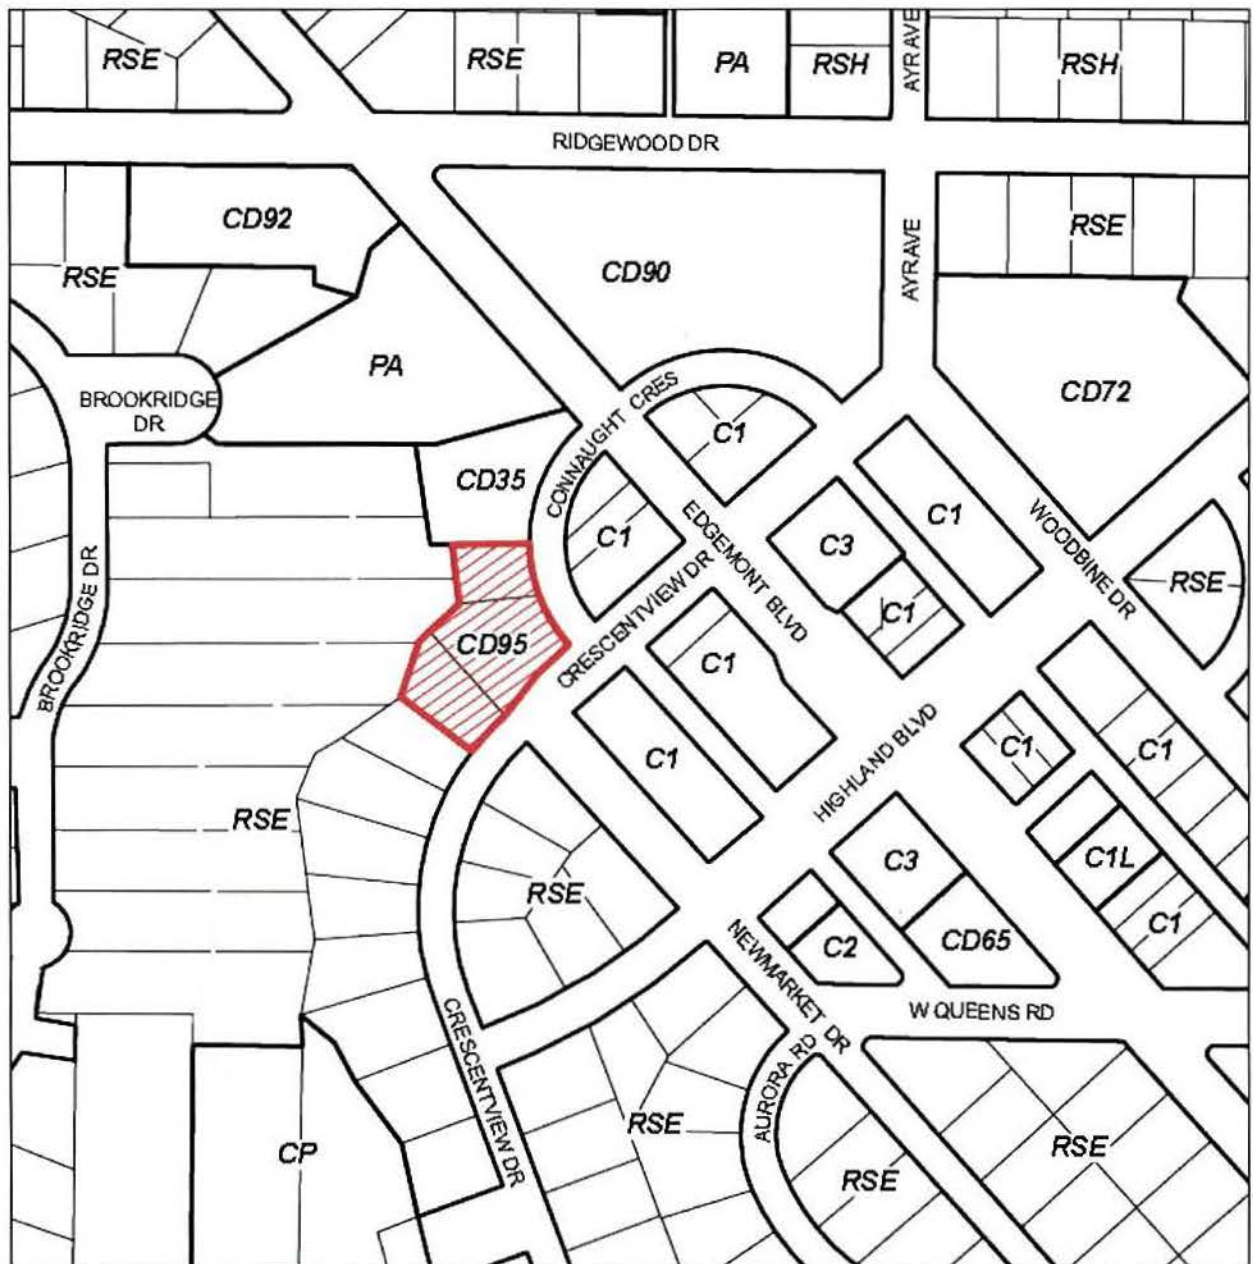 RSE
RSE
PA
RSH
AYR AVE
RSH
RIDGEWOOD DR
CD92
CD90
AYR AVE
RSE
RSE
PA
CD72
BROOKRIDGE
DR
CONNAUGHT CRES
C1
CD35
C1
EDGEMONT BLVD
C3
C1
WOODBINE DR
RSE
BROOKRIDGE DR
CD95
CRESCENTVIEW DR
C1
C1
C1
HIGHLAND BLVD
C1
C1
RSE
RSE
C3
C1L
C1
C2
CD65
NEWMARKET DR
W QUEENS RD
CRESCENTVIEW DR
AURORA RD
RSE
RSE
CP
RSE